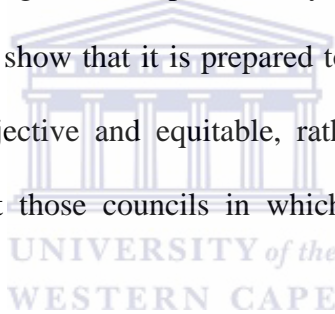 show that it is prepared to
jective and equitable, rath
t those councils in which
UNIVERSITY of the
WESTERN CAPE